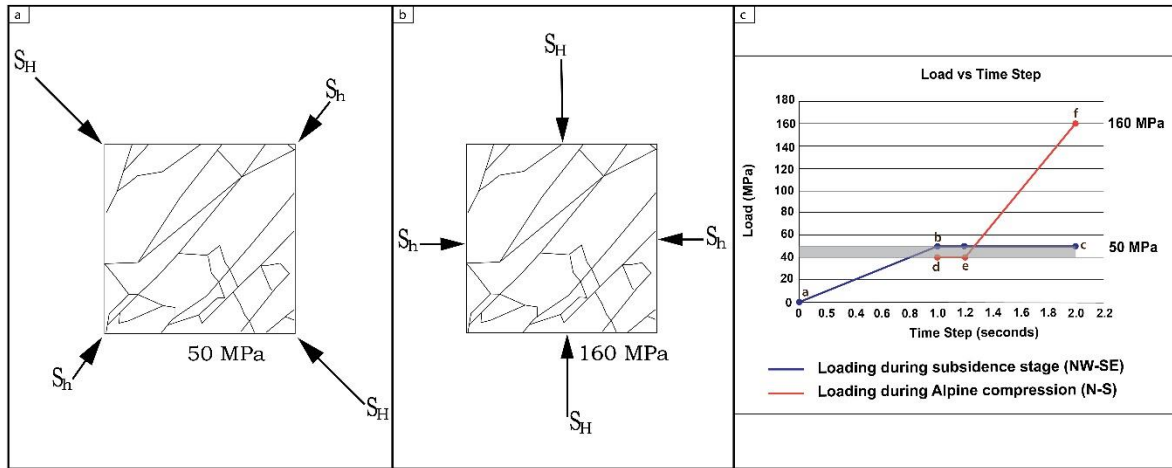 a
S_H
S_h
S_h
50 MPa
S_H
b
S_H
S_h
S_h
160 MPa
S_H
c
Load vs Time Step
Load (MPa)
180
160
140
120
100
80
60
50
40
20
0
f
160 MPa
b
c
50 MPa
d
e
a
0 0.5 1.5 0.6 0.8 1.0 1.2 1.4 1.6 1.8 2.0 2.2
Time Step (seconds)
Loading during subsidence stage (NW-SE)
Loading during Alpine compression (N-S)